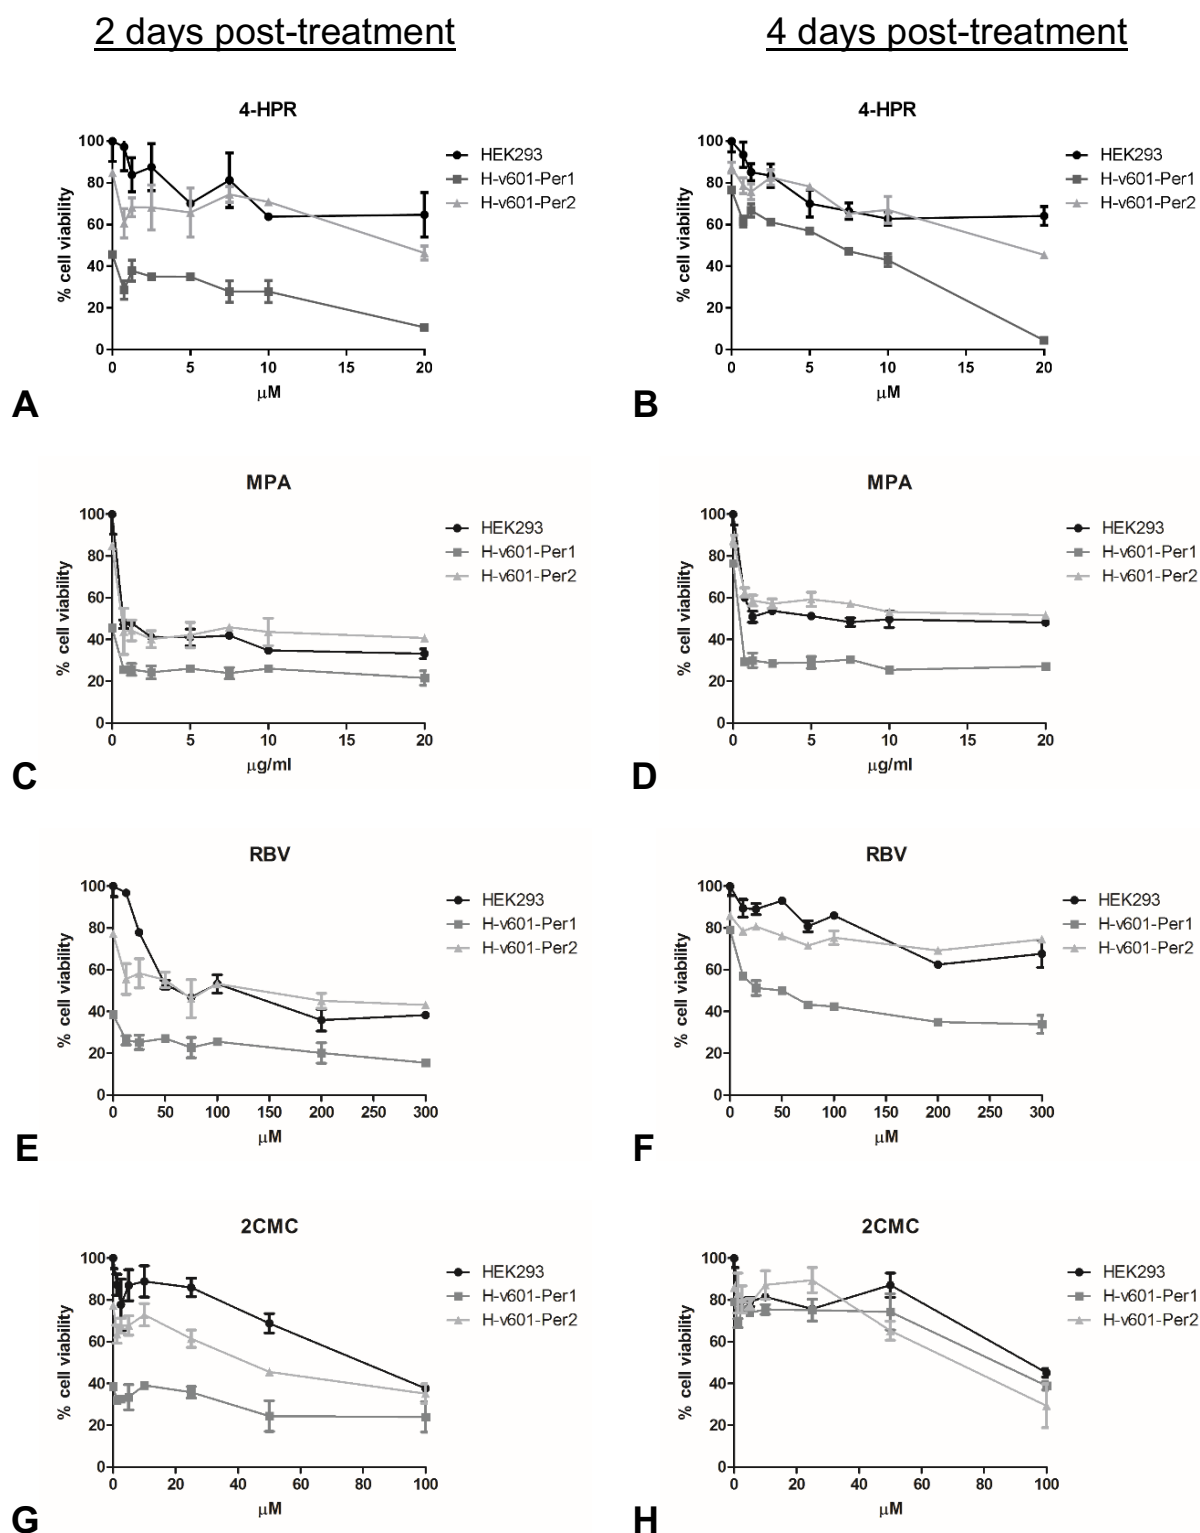 2 days post-treatment
4 days post-treatment
4-HPR
% cell viability
100
80
60
40
20
0
0 5 10 15 20
μM
HEK293
H-v601-Per1
H-v601-Per2
A
4-HPR
% cell viability
100
80
60
40
20
0
0 5 10 15 20
μM
HEK293
H-v601-Per1
H-v601-Per2
B
MPA
% cell viability
100
80
60
40
20
0
0 5 10 15 20
μg/ml
HEK293
H-v601-Per1
H-v601-Per2
C
MPA
% cell viability
100
80
60
40
20
0
0 5 10 15 20
μg/ml
HEK293
H-v601-Per1
H-v601-Per2
D
RBV
% cell viability
100
80
60
40
20
0
0 50 100 150 200 250 300
μM
HEK293
H-v601-Per1
H-v601-Per2
E
RBV
% cell viability
100
80
60
40
20
0
0 50 100 150 200 250 300
μM
HEK293
H-v601-Per1
H-v601-Per2
F
2CMC
% cell viability
100
80
60
40
20
0
0 20 40 60 80 100
μM
HEK293
H-v601-Per1
H-v601-Per2
G
2CMC
% cell viability
100
80
60
40
20
0
0 20 40 60 80 100
μM
HEK293
H-v601-Per1
H-v601-Per2
H